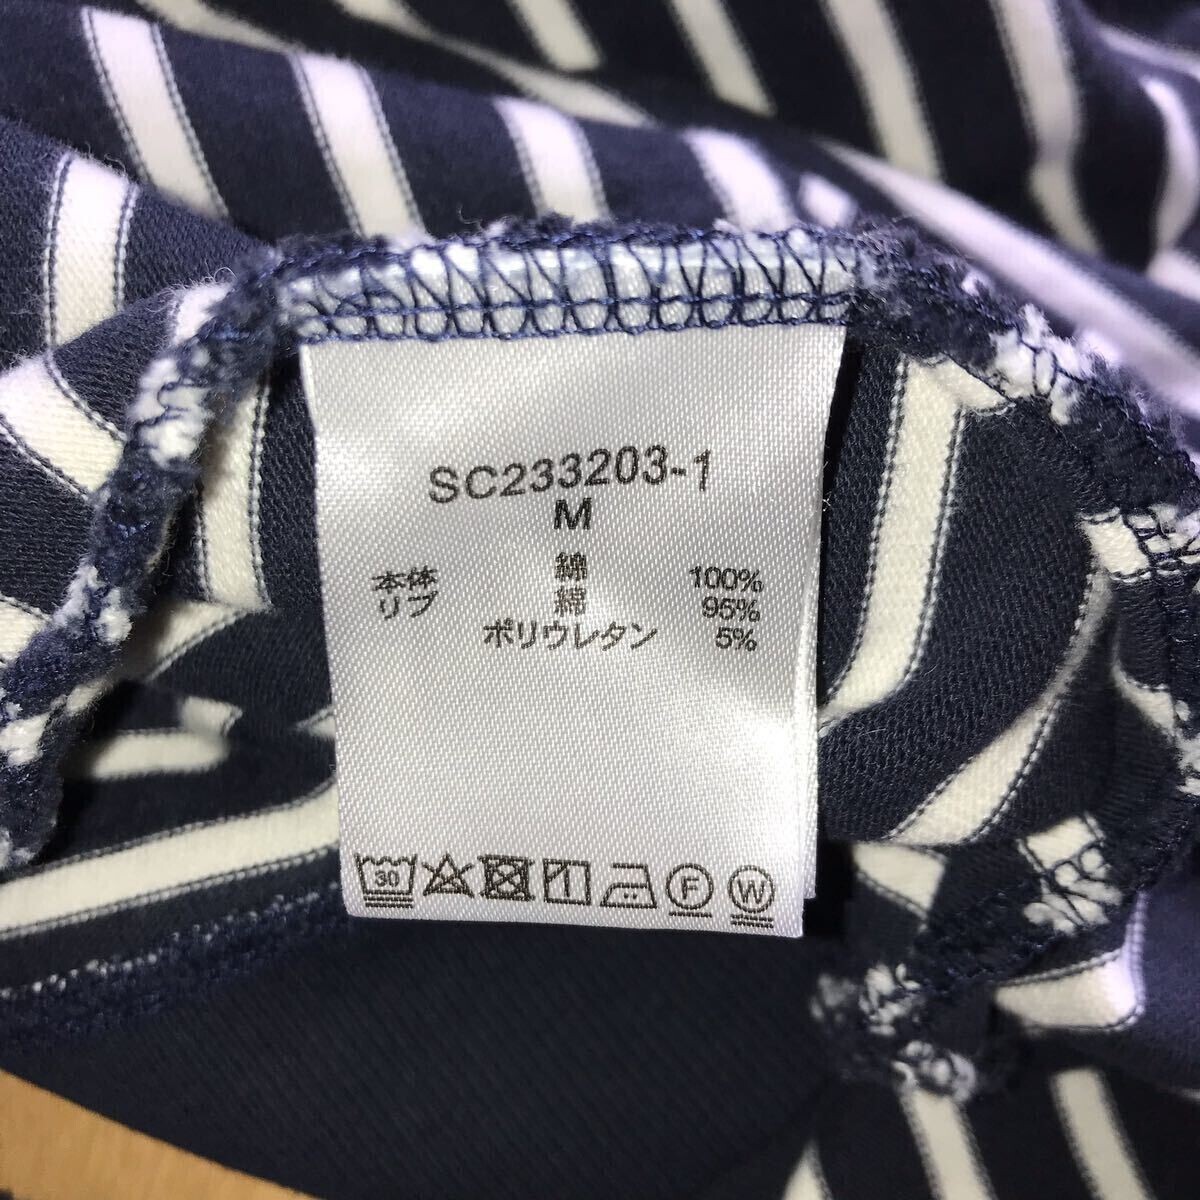 SC233203-1
M
本体 綿 100%
リブ 綿 95%
ポリウレタン 5%
30 F W